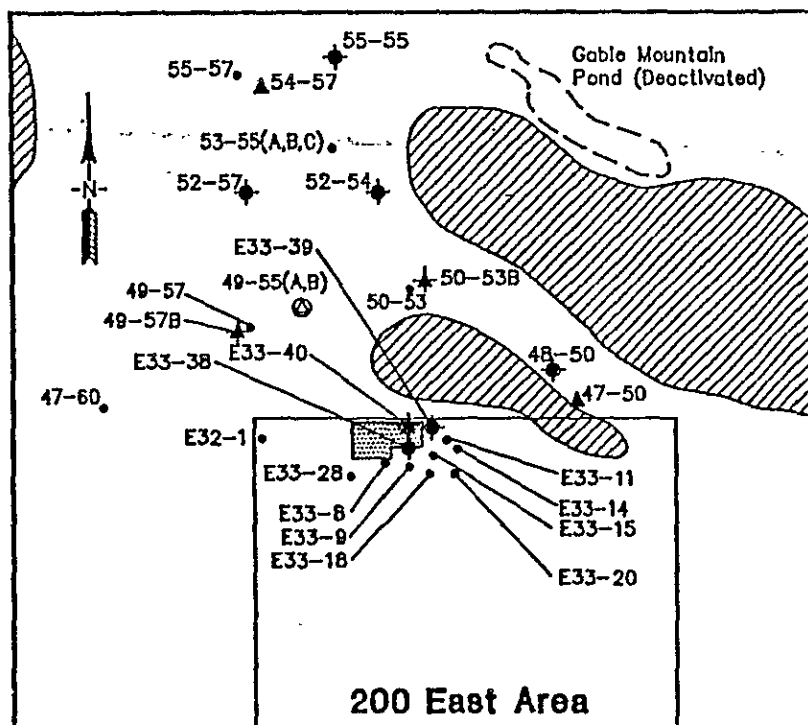 55-55
Gable Mountain
Pond (Deactivated)
55-57
54-57
53-55(A,B,C)
N
52-57
52-54
E33-39
49-55(A,B)
50-53B
50-53
49-57
49-57B
E33-40
E33-38
48-50
47-50
47-60
E32-1
E33-28
E33-11
E33-8
E33-14
E33-9
E33-15
E33-18
E33-20
200 East Area